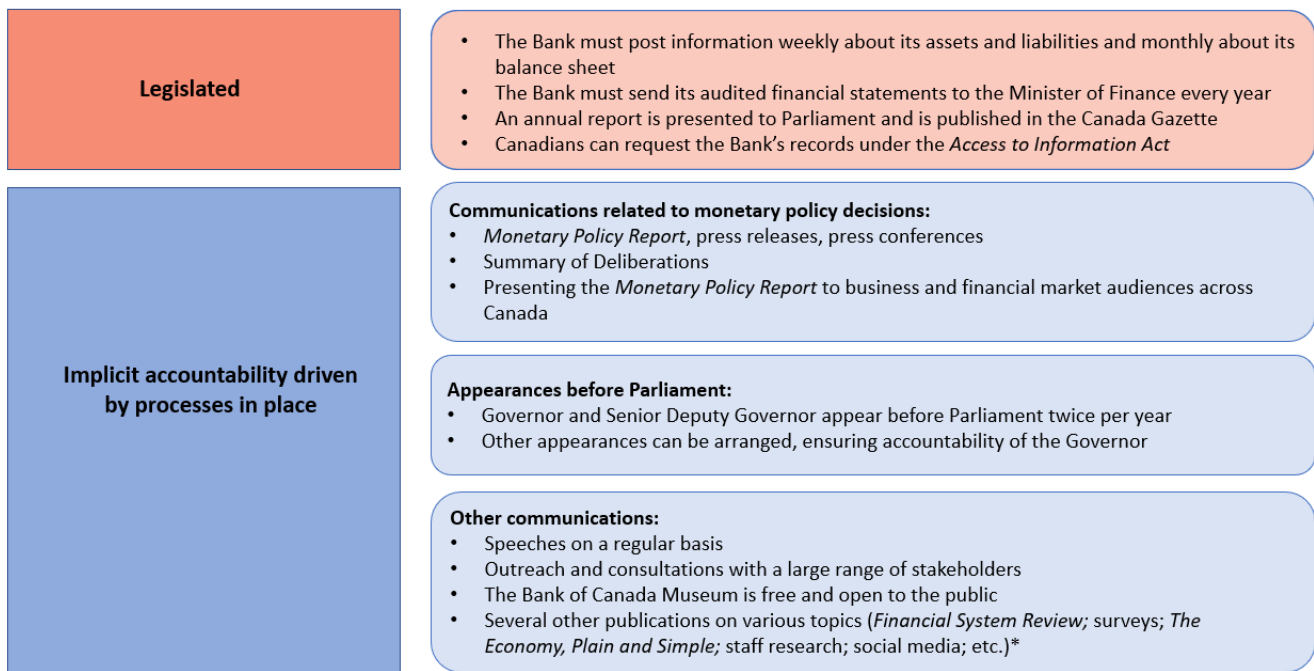 Legislated
• The Bank must post information weekly about its assets and liabilities and monthly about its
balance sheet
• The Bank must send its audited financial statements to the Minister of Finance every year
• An annual report is presented to Parliament and is published in the Canada Gazette
• Canadians can request the Bank’s records under the Access to Information Act
Implicit accountability driven
by processes in place
Communications related to monetary policy decisions:
• Monetary Policy Report, press releases, press conferences
• Summary of Deliberations
• Presenting the Monetary Policy Report to business and financial market audiences across
Canada
Appearances before Parliament:
• Governor and Senior Deputy Governor appear before Parliament twice per year
• Other appearances can be arranged, ensuring accountability of the Governor
Other communications:
• Speeches on a regular basis
• Outreach and consultations with a large range of stakeholders
• The Bank of Canada Museum is free and open to the public
• Several other publications on various topics (Financial System Review; surveys; The
Economy, Plain and Simple; staff research; social media; etc.)*